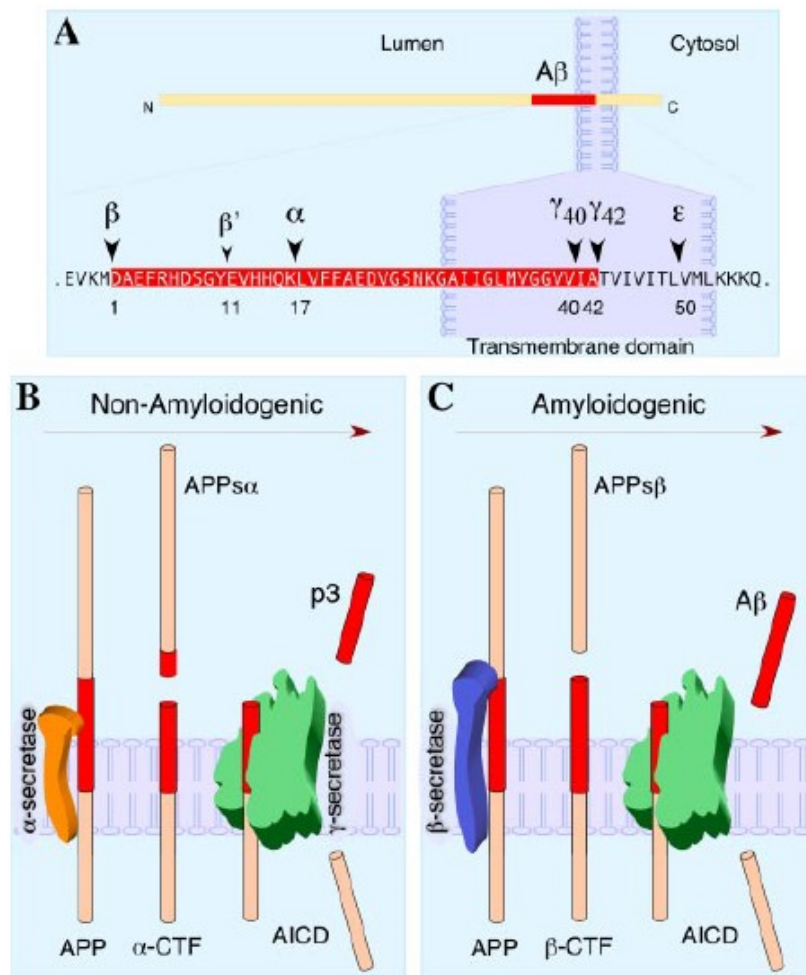 A
Lumen
Cytosol
Aβ
N
C
β
β'
α
γ40
γ42
ε
.EVKMDAEFRHDSGYEVHHQKLVFFAEDVGSNKGAIIGLMVGGVVIATVIVITLVMLKKKQ.
1
11
17
40
42
50
Transmembrane domain
B
Non-Amyloidogenic
APPsα
p3
α-secretase
γ-secretase
APP
α-CTF
AICD
C
Amyloidogenic
APPsβ
Aβ
β-secretase
APP
β-CTF
AICD